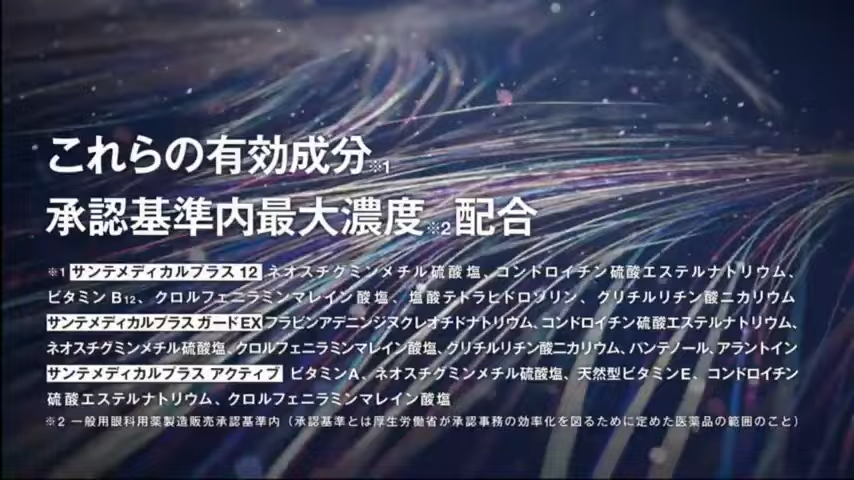 これらの有効成分※1
承認基準内最大濃度※2配合
※1 サンテメディカルプラス 12 ネオスチグミンメチル硫酸塩、コンドロイチン硫酸エステルナトリウム、
ビタミンB12、クロルフェニラミンマレイン酸塩、塩酸テトラヒドロゾリン、グリチルリチン酸二カリウム
サンテメディカルプラス ガードEX フラビンアデニンジヌクレオチドナトリウム、コンドロイチン硫酸エステルナトリウム、
ネオスチグミンメチル硫酸塩、クロルフェニラミンマレイン酸塩、グリチルリチン酸二カリウム、パンテノール、アラントイン
サンテメディカルプラス アクティブ ビタミンA、ネオスチグミンメチル硫酸塩、天然型ビタミンE、コンドロイチン
硫酸エステルナトリウム、クロルフェニラミンマレイン酸塩
※2 一般用眼科用薬製造販売承認基準内（承認基準とは厚生労働省が承認事務の効率化を図るために定めた医薬品の範囲のこと）